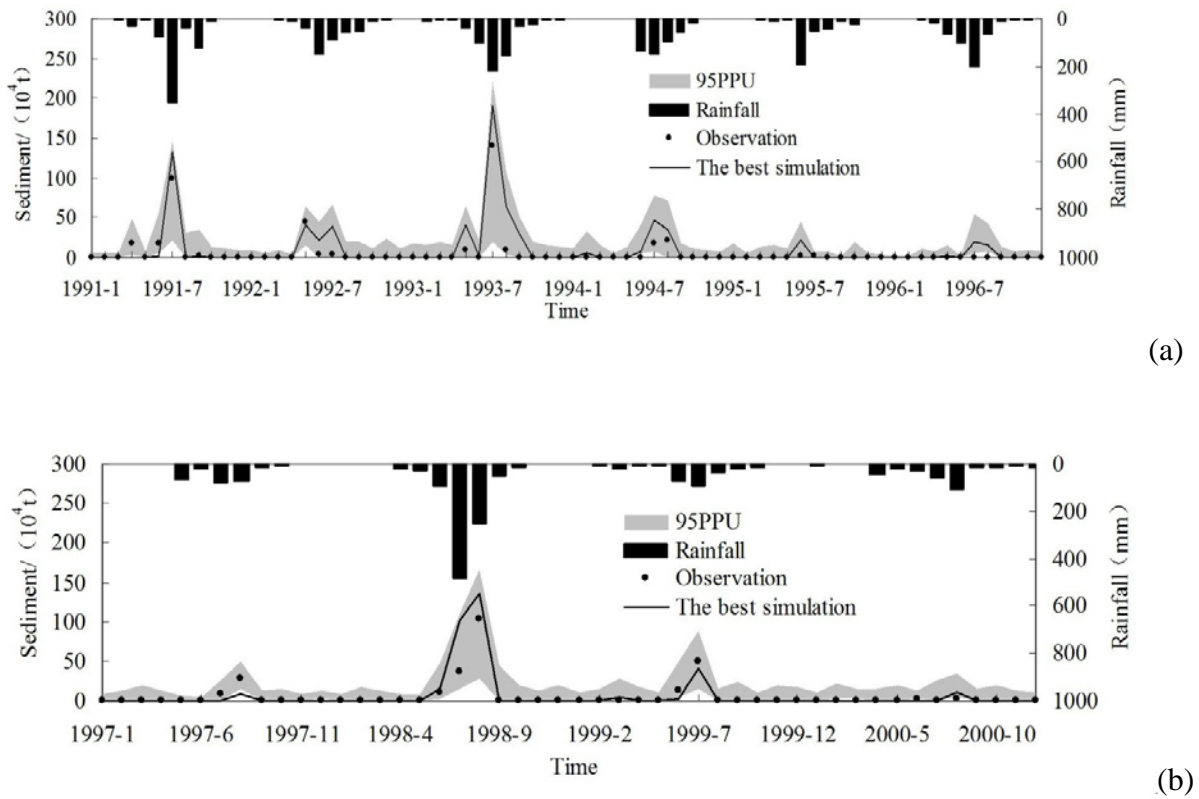 300
250
200
150
100
50
0
Sediment/（10⁴t）
0
200
400
600
800
1000
Rainfall（mm）
95PPU
Rainfall
Observation
The best simulation
1991-1 1991-7 1992-1 1992-7 1993-1 1993-7 1994-1 1994-7 1995-1 1995-7 1996-1 1996-7
Time
(a)
300
250
200
150
100
50
0
Sediment/（10⁴t）
0
200
400
600
800
1000
Rainfall（mm）
95PPU
Rainfall
Observation
The best simulation
1997-1 1997-6 1997-11 1998-4 1998-9 1999-2 1999-7 1999-12 2000-5 2000-10
Time
(b)